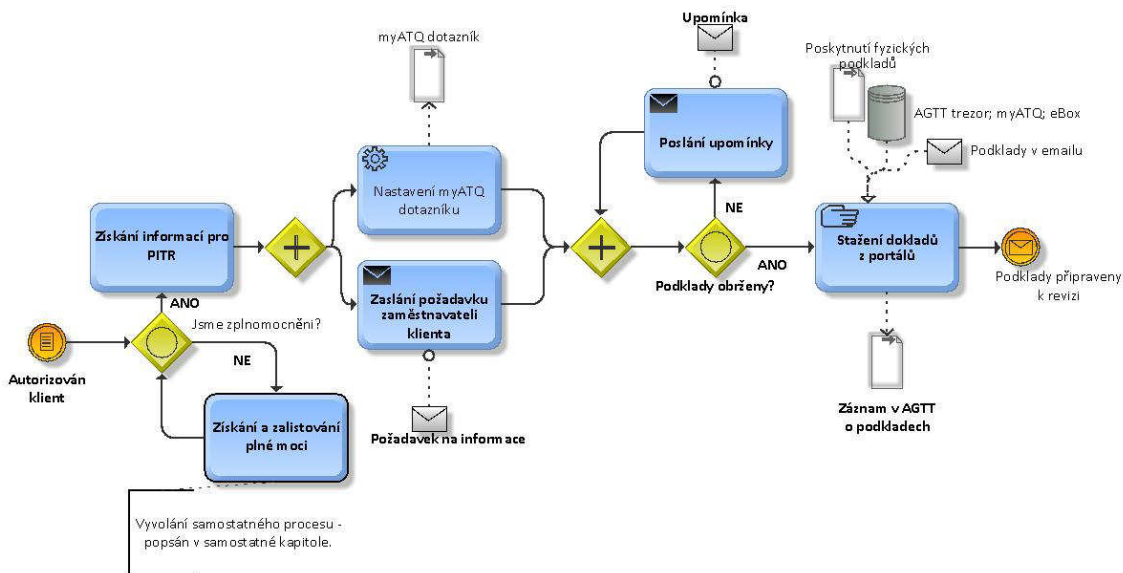 Upomínka
myATQ dotazník
Poskytnutí fyzických
podkladů
AGTT trezor; myATQ; eBox
Podklady v emailu
Poslání upomínky
Nastavení myATQ
dotazníku
NE
Získání informací pro
PITR
Stažení dokladů
z portálů
ANO
Podklady obrženy?
Podklady připraveny
k revizi
Zaslání požadavku
zaměstnavateli
klienta
ANO
Jsme zplnomocněni?
NE
Autorizován
klient
Získání a zalistování
plné moci
Požadavek na informace
Záznam v AGTT
o podkladech
Vyvolání samostatného procesu -
popsán v samostatné kapitole.